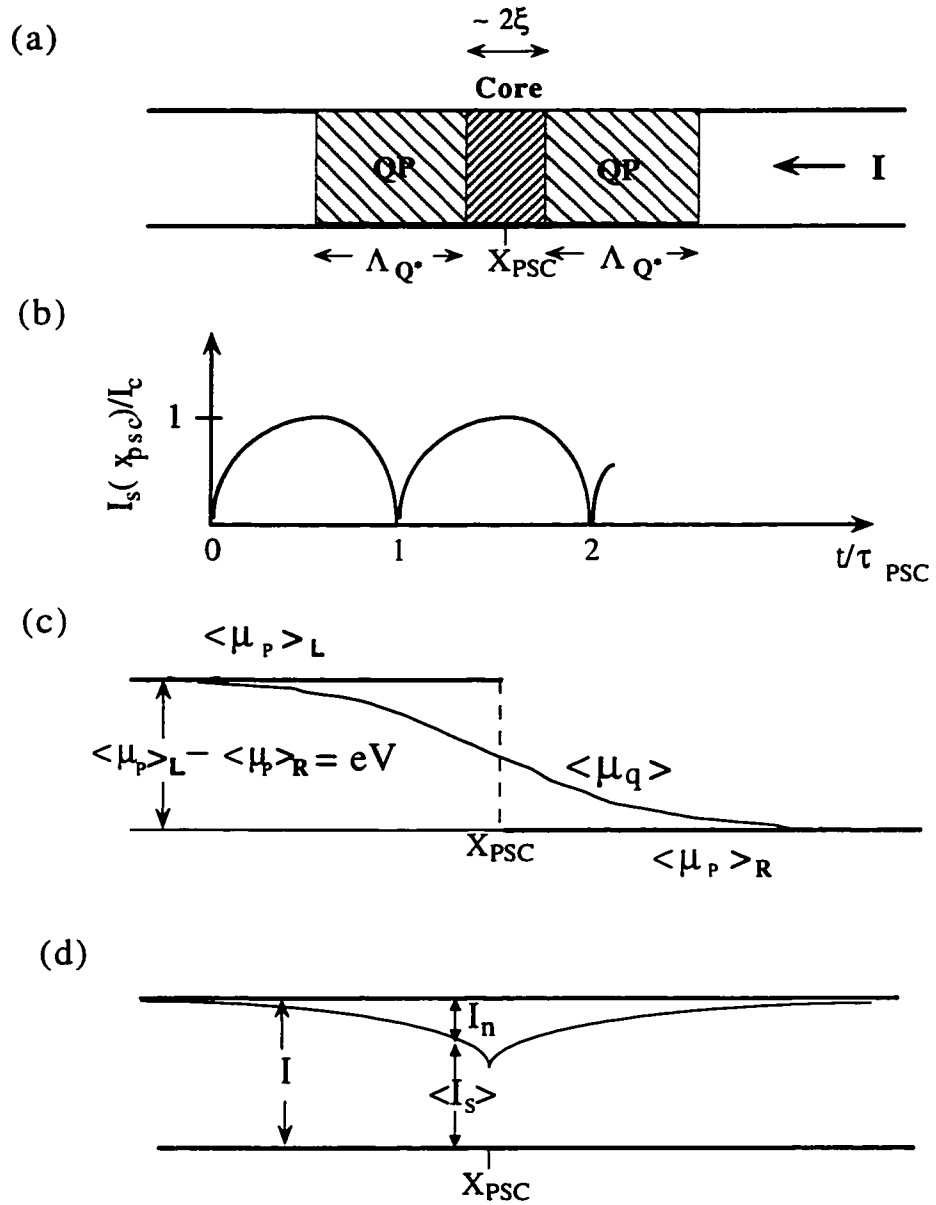 (a)
~ 2ξ
Core
QP QP
← I
Λ_Q* X_PSC Λ_Q*
(b)
I_s(x_psc)/I_c
1
0 1 2
t/τ_PSC
(c)
<μ_P>_L
<μ_P>_L − <μ_P>_R = eV
<μ_q>
X_PSC
<μ_P>_R
(d)
I_n
I
<I_s>
X_PSC